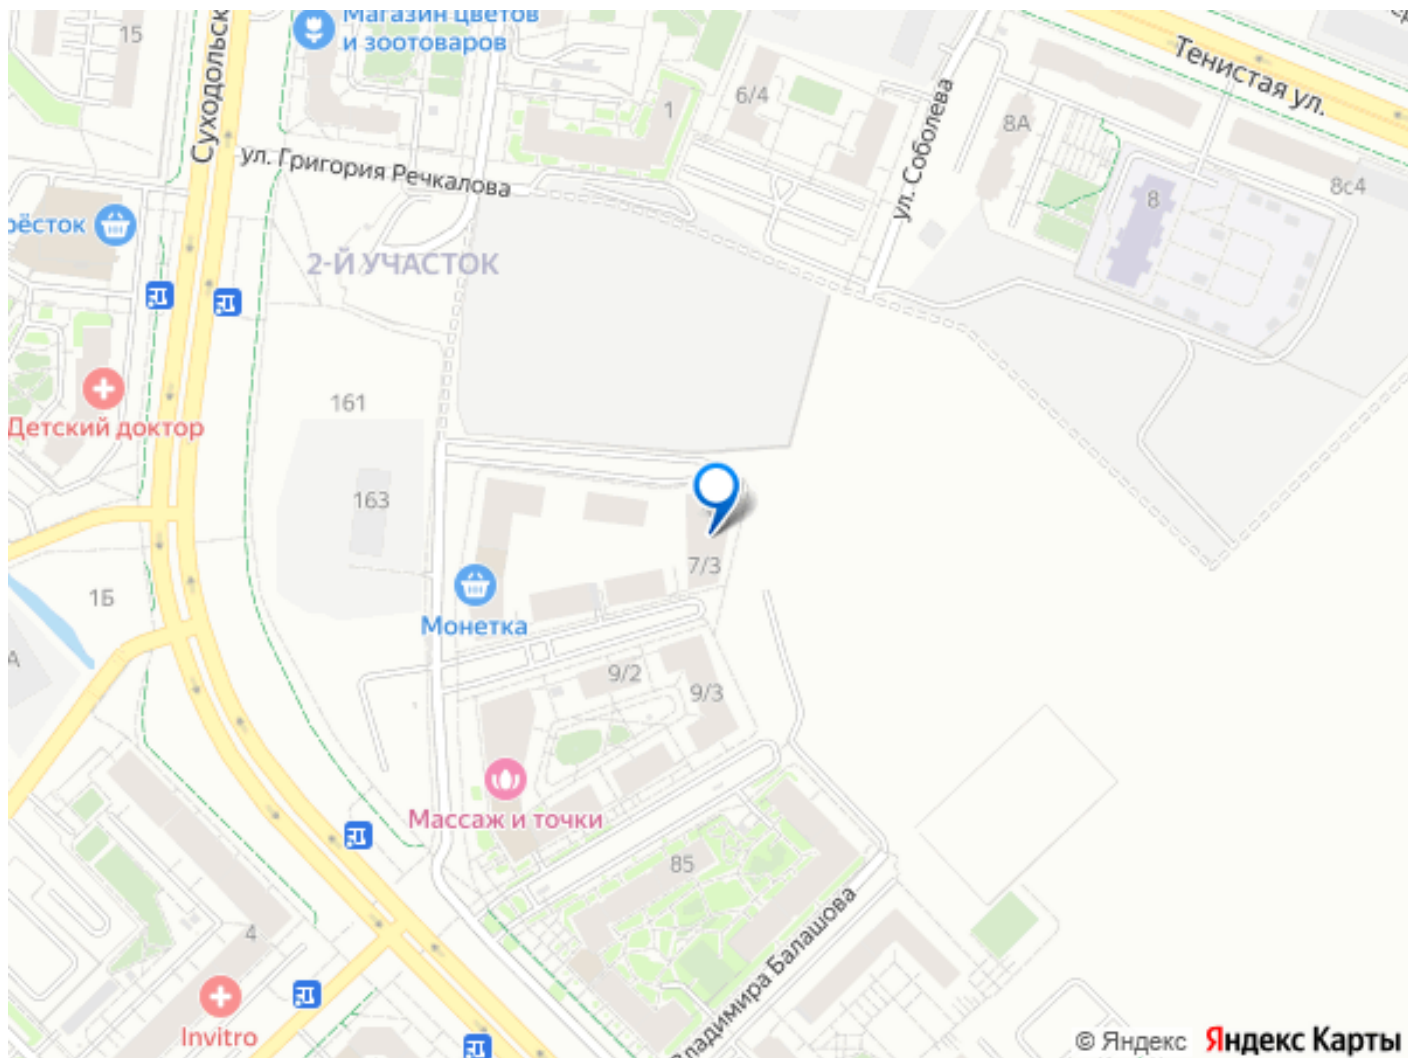 Магазин цветов
и зоотоваров
15
Суходольск
1
6/4
ул. Соболева
8А
Тенистая ул.
ул. Григория Речкалова
8
8с4
рёсток
2-Й УЧАСТОК
161
Детский доктор
163
7/3
1Б
Монетка
А
9/2
9/3
Массаж и точки
85
4
Владимира Балашова
Invitro
© Яндекс Яндекс Карты